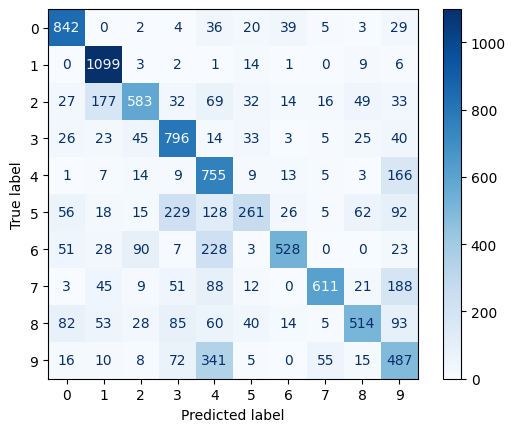 0 842 0 2 4 36 20 39 5 3 29
1 0 1099 3 2 1 14 1 0 9 6
2 27 177 583 32 69 32 14 16 49 33
3 26 23 45 796 14 33 3 5 25 40
4 1 7 14 9 755 9 13 5 3 166
5 56 18 15 229 128 261 26 5 62 92
6 51 28 90 7 228 3 528 0 0 23
7 3 45 9 51 88 12 0 611 21 188
8 82 53 28 85 60 40 14 5 514 93
9 16 10 8 72 341 5 0 55 15 487
0 1 2 3 4 5 6 7 8 9
Predicted label
True label
1000
800
600
400
200
0